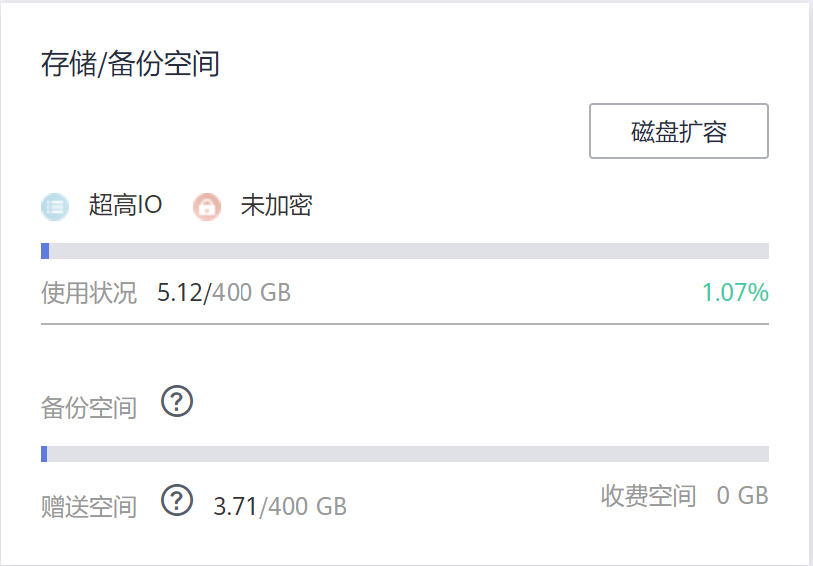 存储/备份空间
磁盘扩容
超高IO 未加密
使用状况 5.12/400 GB 1.07%
备份空间 ?
赠送空间 ? 3.71/400 GB 收费空间 0 GB